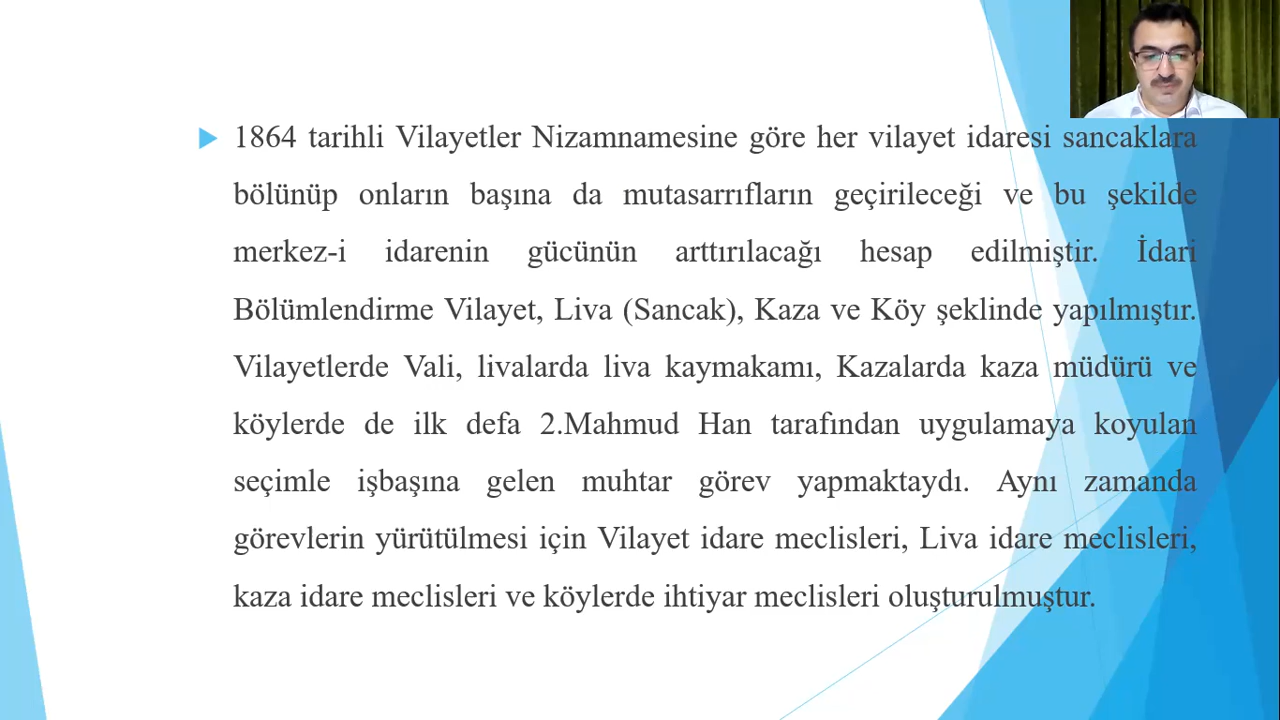 1864 tarihli Vilayetler Nizamnamesine göre her vilayet idaresi sancaklara
bölünüp onların başına da mutasarrıfların geçirileceği ve bu şekilde
merkez-i idarenin gücünün arttırılacağı hesap edilmiştir. İdari
Bölümlendirme Vilayet, Liva (Sancak), Kaza ve Köy şeklinde yapılmıştır.
Vilayetlerde Vali, livalarda liva kaymakamı, Kazalarda kaza müdürü ve
köylerde de ilk defa 2.Mahmud Han tarafından uygulamaya koyulan
seçimle işbaşına gelen muhtar görev yapmaktaydı. Aynı zamanda
görevlerin yürütülmesi için Vilayet idare meclisleri, Liva idare meclisleri,
kaza idare meclisleri ve köylerde ihtiyar meclisleri oluşturulmuştur.